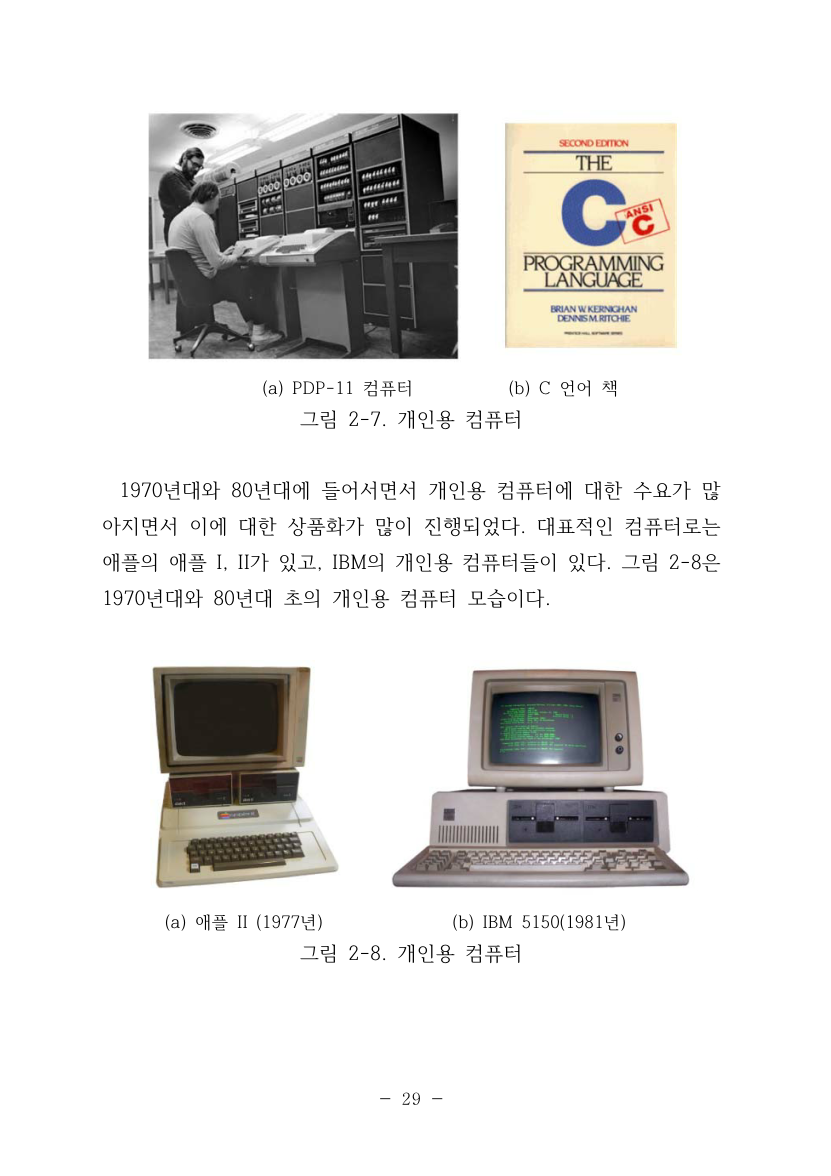 SECOND EDITION
THE
C
ANSI
C
PROGRAMMING
LANGUAGE
BRIAN W. KERNIGHAN
DENNIS M. RITCHIE
PRENTICE HALL SOFTWARE SERIES
(a) PDP-11 컴퓨터 (b) C 언어 책
그림 2-7. 개인용 컴퓨터
1970년대와 80년대에 들어서면서 개인용 컴퓨터에 대한 수요가 많
아지면서 이에 대한 상품화가 많이 진행되었다. 대표적인 컴퓨터로는
애플의 애플 I, II가 있고, IBM의 개인용 컴퓨터들이 있다. 그림 2-8은
1970년대와 80년대 초의 개인용 컴퓨터 모습이다.
(a) 애플 II (1977년) (b) IBM 5150(1981년)
그림 2-8. 개인용 컴퓨터
- 29 -